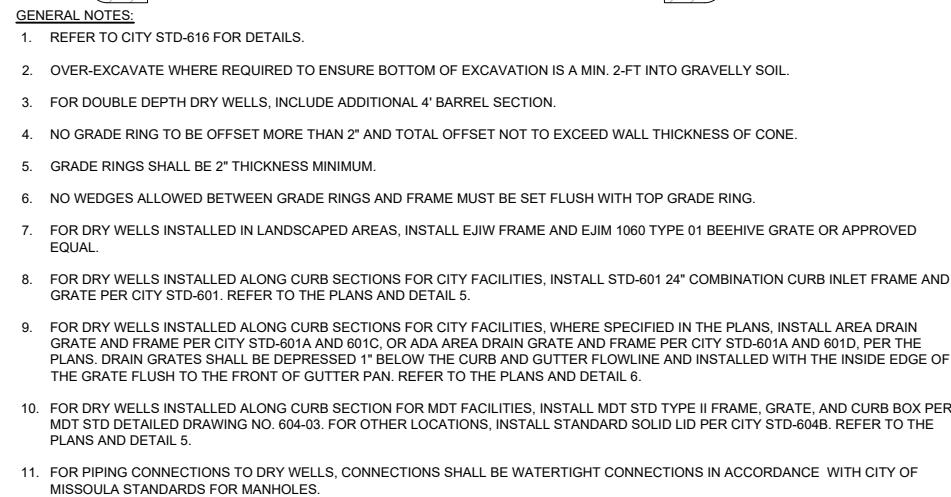 GENERAL NOTES:
1. REFER TO CITY STD-616 FOR DETAILS.
2. OVER-EXCAVATE WHERE REQUIRED TO ENSURE BOTTOM OF EXCAVATION IS A MIN. 2-FT INTO GRAVELLY SOIL.
3. FOR DOUBLE DEPTH DRY WELLS, INCLUDE ADDITIONAL 4' BARREL SECTION.
4. NO GRADE RING TO BE OFFSET MORE THAN 2" AND TOTAL OFFSET NOT TO EXCEED WALL THICKNESS OF CONE.
5. GRADE RINGS SHALL BE 2" THICKNESS MINIMUM.
6. NO WEDGES ALLOWED BETWEEN GRADE RINGS AND FRAME MUST BE SET FLUSH WITH TOP GRADE RING.
7. FOR DRY WELLS INSTALLED IN LANDSCAPED AREAS, INSTALL EJIW FRAME AND EJIM 1060 TYPE 01 BEEHIVE GRATE OR APPROVED
EQUAL.
8. FOR DRY WELLS INSTALLED ALONG CURB SECTIONS FOR CITY FACILITIES, INSTALL STD-601 24" COMBINATION CURB INLET FRAME AND
GRATE PER CITY STD-601. REFER TO THE PLANS AND DETAIL 5.
9. FOR DRY WELLS INSTALLED ALONG CURB SECTIONS FOR CITY FACILITIES, WHERE SPECIFIED IN THE PLANS, INSTALL AREA DRAIN
GRATE AND FRAME PER CITY STD-601A AND 601C, OR ADA AREA DRAIN GRATE AND FRAME PER CITY STD-601A AND 601D, PER THE
PLANS. DRAIN GRATES SHALL BE DEPRESSED 1" BELOW THE CURB AND GUTTER FLOWLINE AND INSTALLED WITH THE INSIDE EDGE OF
THE GRATE FLUSH TO THE FRONT OF GUTTER PAN. REFER TO THE PLANS AND DETAIL 6.
10. FOR DRY WELLS INSTALLED ALONG CURB SECTION FOR MDT FACILITIES, INSTALL MDT STD TYPE II FRAME, GRATE, AND CURB BOX PER
MDT STD DETAILED DRAWING NO. 604-03. FOR OTHER LOCATIONS, INSTALL STANDARD SOLID LID PER CITY STD-604B. REFER TO THE
PLANS AND DETAIL 5.
11. FOR PIPING CONNECTIONS TO DRY WELLS, CONNECTIONS SHALL BE WATERTIGHT CONNECTIONS IN ACCORDANCE WITH CITY OF
MISSOULA STANDARDS FOR MANHOLES.